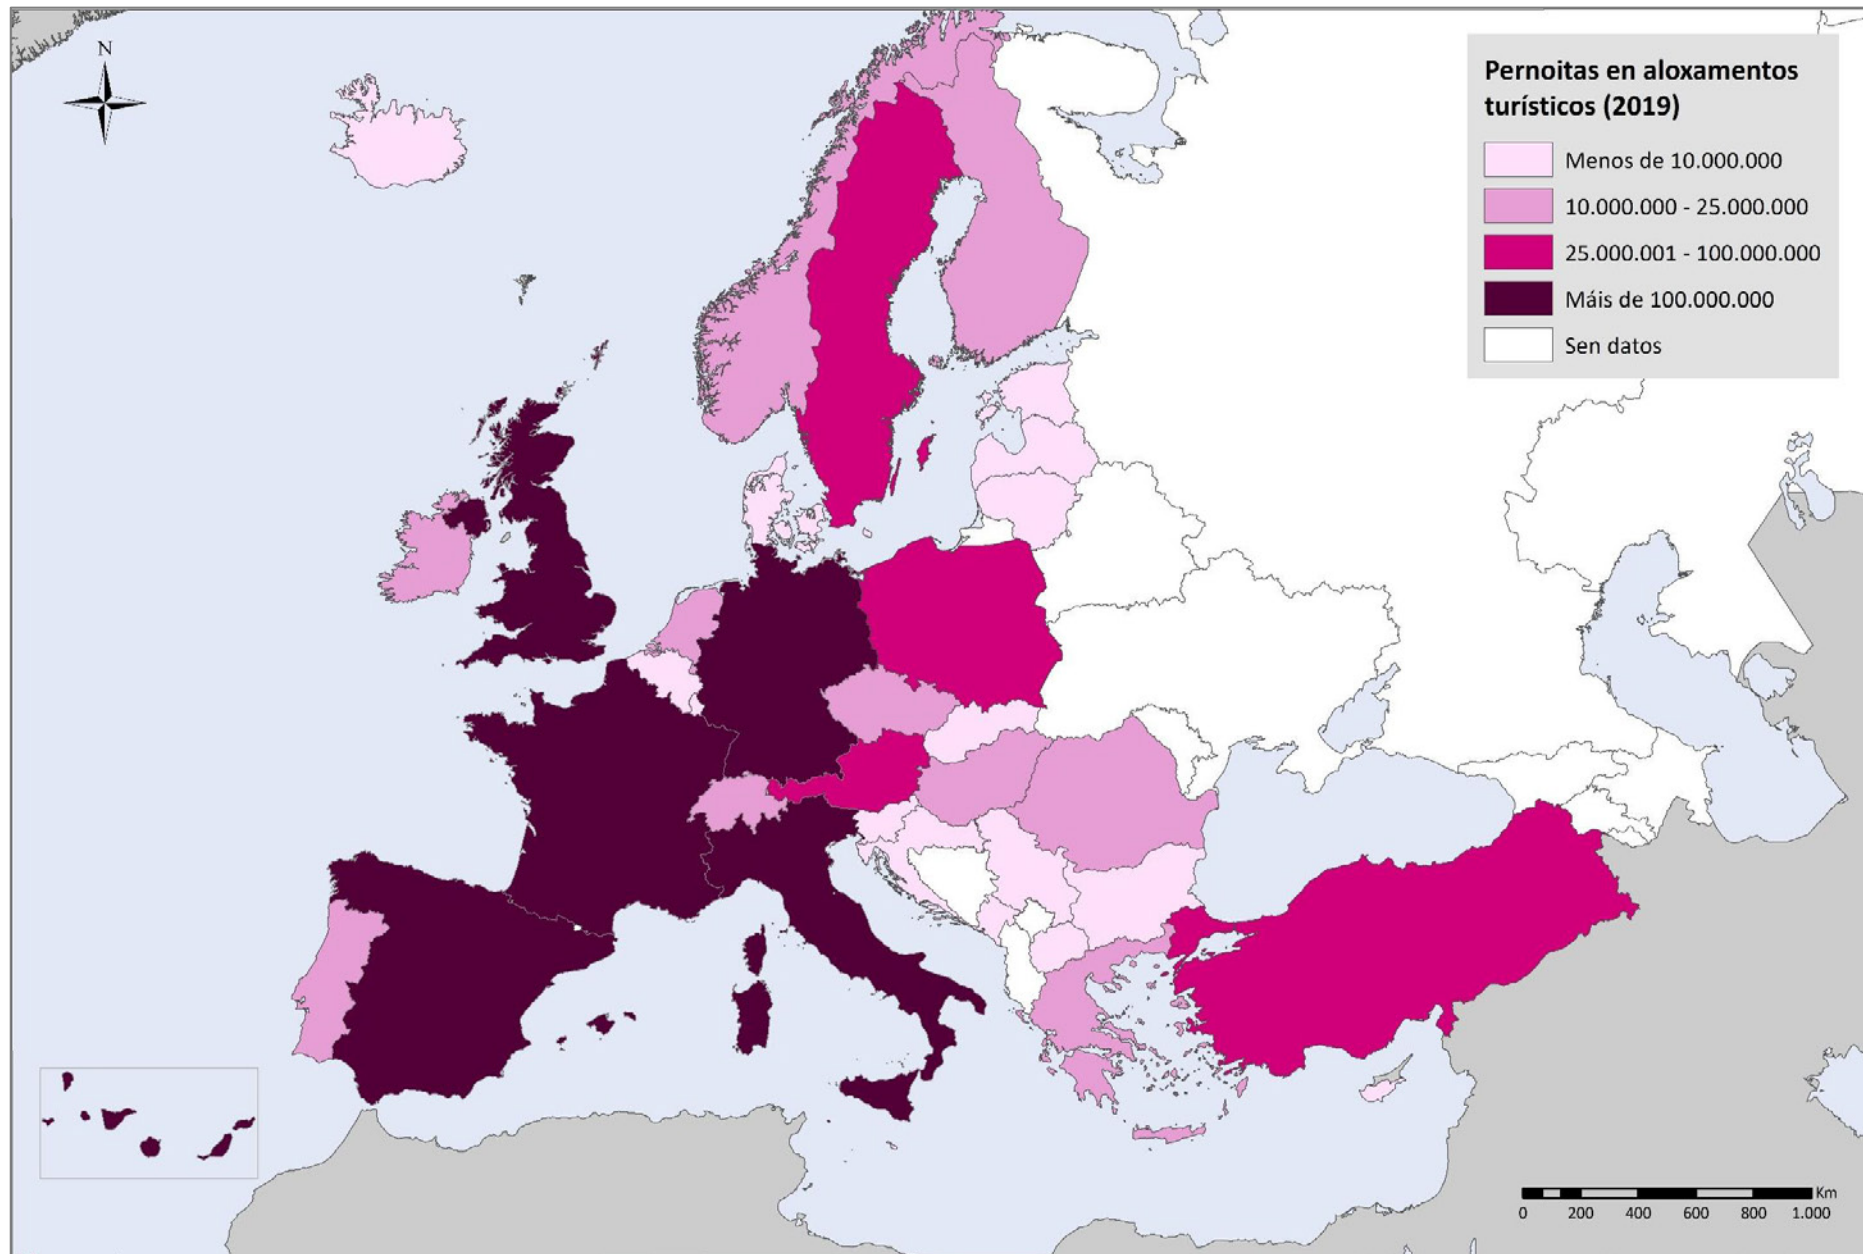 N
Pernoitas en aloxamentos
turísticos (2019)
Menos de 10.000.000
10.000.000 - 25.000.000
25.000.001 - 100.000.000
Máis de 100.000.000
Sen datos
Km
0 200 400 600 800 1.000